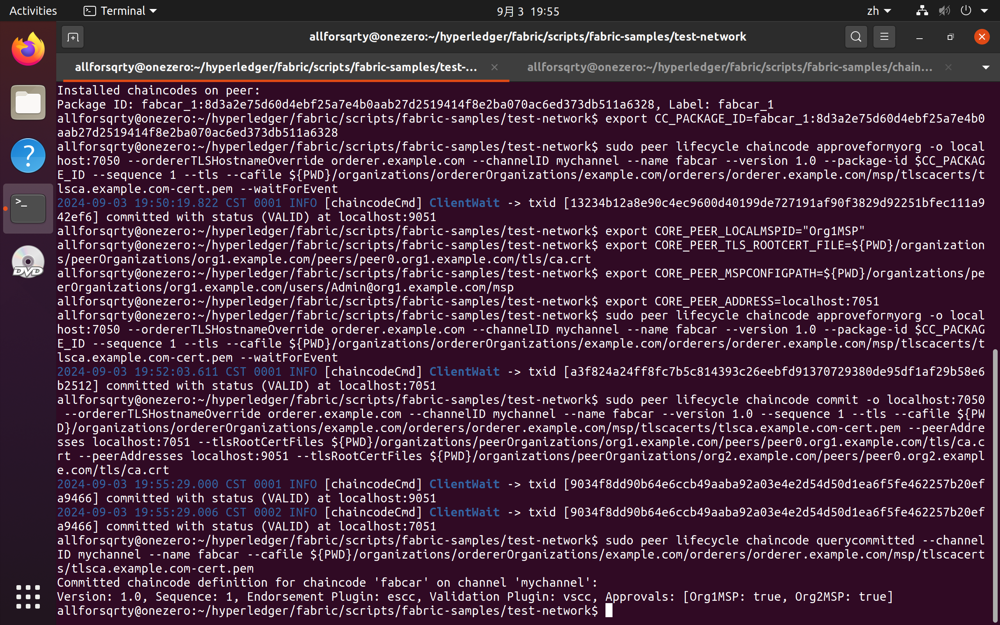 Activities
Terminal
9月 3 19:55
zh
allforsqrty@onezero:~/hyperledger/fabric/scripts/fabric-samples/test-network
allforsqrty@onezero:~/hyperledger/fabric/scripts/fabric-samples/test-…
allforsqrty@onezero:~/hyperledger/fabric/scripts/fabric-samples/chain…
Installed chaincodes on peer:
Package ID: fabcar_1:8d3a2e75d60d4ebf25a7e4b0aab27d2519414f8e2ba070ac6ed373db511a6328, Label: fabcar_1
allforsqrty@onezero:~/hyperledger/fabric/scripts/fabric-samples/test-network$ export CC_PACKAGE_ID=fabcar_1:8d3a2e75d60d4ebf25a7e4b0
aab27d2519414f8e2ba070ac6ed373db511a6328
allforsqrty@onezero:~/hyperledger/fabric/scripts/fabric-samples/test-network$ sudo peer lifecycle chaincode approveformyorg -o local
host:7050 --ordererTLSHostnameOverride orderer.example.com --channelID mychannel --name fabcar --version 1.0 --package-id $CC_PACKAG
E_ID --sequence 1 --tls --cafile ${PWD}/organizations/ordererOrganizations/example.com/orderers/orderer.example.com/msp/tlscacerts/t
lsca.example.com-cert.pem --waitForEvent
2024-09-03 19:50:19.822 CST 0001 INFO [chaincodeCmd] ClientWait -> txid [13234b12a8e90c4ec9600d40199de727191af90f3829d92251bfec111a9
42ef6] committed with status (VALID) at localhost:9051
allforsqrty@onezero:~/hyperledger/fabric/scripts/fabric-samples/test-network$ export CORE_PEER_LOCALMSPID="Org1MSP"
allforsqrty@onezero:~/hyperledger/fabric/scripts/fabric-samples/test-network$ export CORE_PEER_TLS_ROOTCERT_FILE=${PWD}/organization
s/peerOrganizations/org1.example.com/peers/peer0.org1.example.com/tls/ca.crt
allforsqrty@onezero:~/hyperledger/fabric/scripts/fabric-samples/test-network$ export CORE_PEER_MSPCONFIGPATH=${PWD}/organizations/pe
erOrganizations/org1.example.com/users/Admin@org1.example.com/msp
allforsqrty@onezero:~/hyperledger/fabric/scripts/fabric-samples/test-network$ export CORE_PEER_ADDRESS=localhost:7051
allforsqrty@onezero:~/hyperledger/fabric/scripts/fabric-samples/test-network$ sudo peer lifecycle chaincode approveformyorg -o local
host:7050 --ordererTLSHostnameOverride orderer.example.com --channelID mychannel --name fabcar --version 1.0 --package-id $CC_PACKAG
E_ID --sequence 1 --tls --cafile ${PWD}/organizations/ordererOrganizations/example.com/orderers/orderer.example.com/msp/tlscacerts/t
lsca.example.com-cert.pem --waitForEvent
2024-09-03 19:52:03.611 CST 0001 INFO [chaincodeCmd] ClientWait -> txid [a3f824a24ff8fc7b5c814393c26eebfd91370729380de95df1af29b58e6
b2512] committed with status (VALID) at localhost:7051
allforsqrty@onezero:~/hyperledger/fabric/scripts/fabric-samples/test-network$ sudo peer lifecycle chaincode commit -o localhost:7050
 --ordererTLSHostnameOverride orderer.example.com --channelID mychannel --name fabcar --version 1.0 --sequence 1 --tls --cafile ${PW
D}/organizations/ordererOrganizations/example.com/orderers/orderer.example.com/msp/tlscacerts/tlsca.example.com-cert.pem --peerAddre
sses localhost:7051 --tlsRootCertFiles ${PWD}/organizations/peerOrganizations/org1.example.com/peers/peer0.org1.example.com/tls/ca.c
rt --peerAddresses localhost:9051 --tlsRootCertFiles ${PWD}/organizations/peerOrganizations/org2.example.com/peers/peer0.org2.exampl
e.com/tls/ca.crt
2024-09-03 19:55:29.000 CST 0001 INFO [chaincodeCmd] ClientWait -> txid [9034f8dd90b64e6ccb49aaba92a03e4e2d54d50d1ea6f5fe462257b20ef
a9466] committed with status (VALID) at localhost:9051
2024-09-03 19:55:29.006 CST 0002 INFO [chaincodeCmd] ClientWait -> txid [9034f8dd90b64e6ccb49aaba92a03e4e2d54d50d1ea6f5fe462257b20ef
a9466] committed with status (VALID) at localhost:7051
allforsqrty@onezero:~/hyperledger/fabric/scripts/fabric-samples/test-network$ sudo peer lifecycle chaincode querycommitted --channel
ID mychannel --name fabcar --cafile ${PWD}/organizations/ordererOrganizations/example.com/orderers/orderer.example.com/msp/tlscacert
s/tlsca.example.com-cert.pem
Committed chaincode definition for chaincode 'fabcar' on channel 'mychannel':
Version: 1.0, Sequence: 1, Endorsement Plugin: escc, Validation Plugin: vscc, Approvals: [Org1MSP: true, Org2MSP: true]
allforsqrty@onezero:~/hyperledger/fabric/scripts/fabric-samples/test-network$
DVD